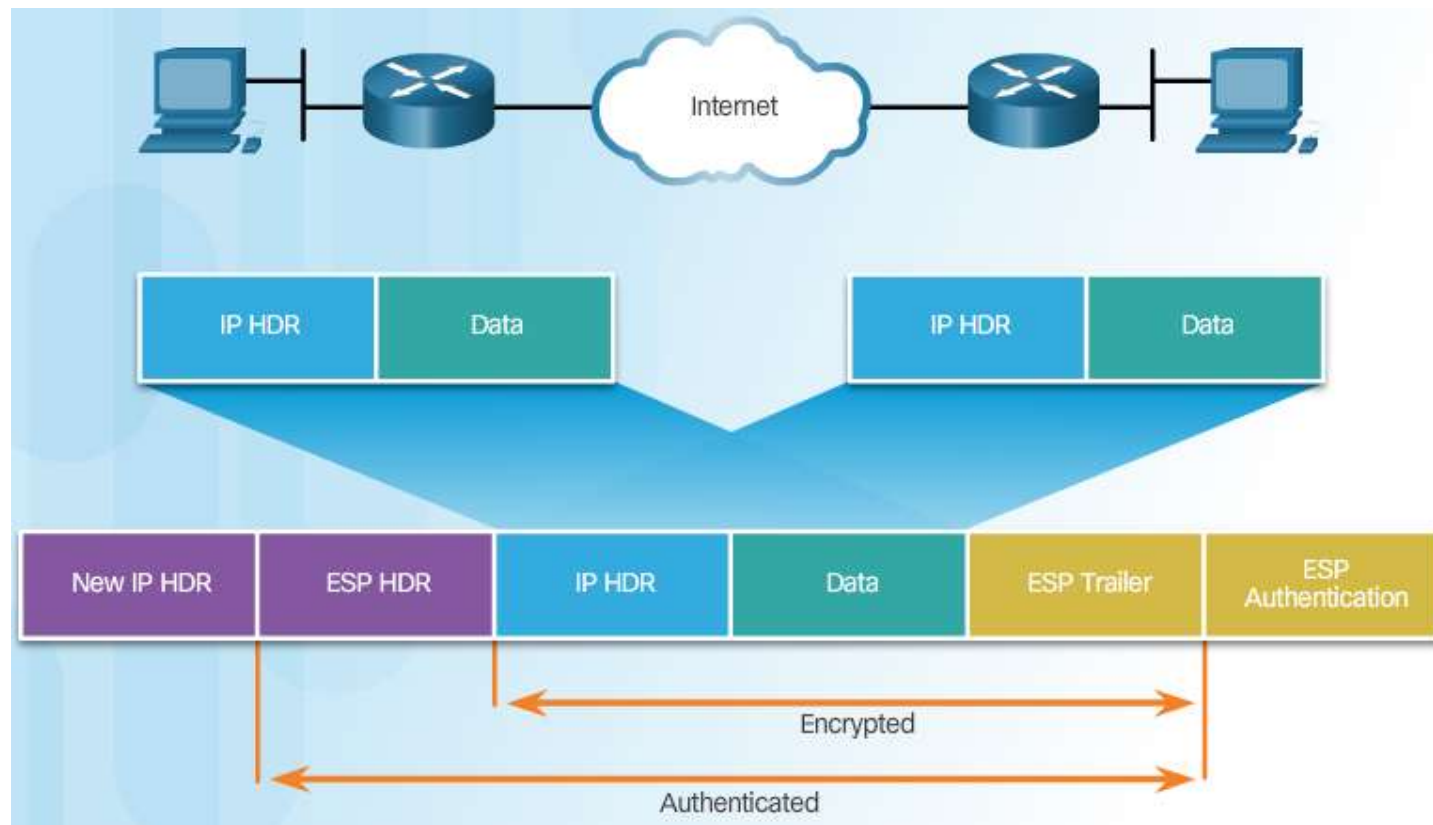 Internet
IP HDR
Data
IP HDR
Data
New IP HDR
ESP HDR
IP HDR
Data
ESP Trailer
ESP
Authentication
Encrypted
Authenticated